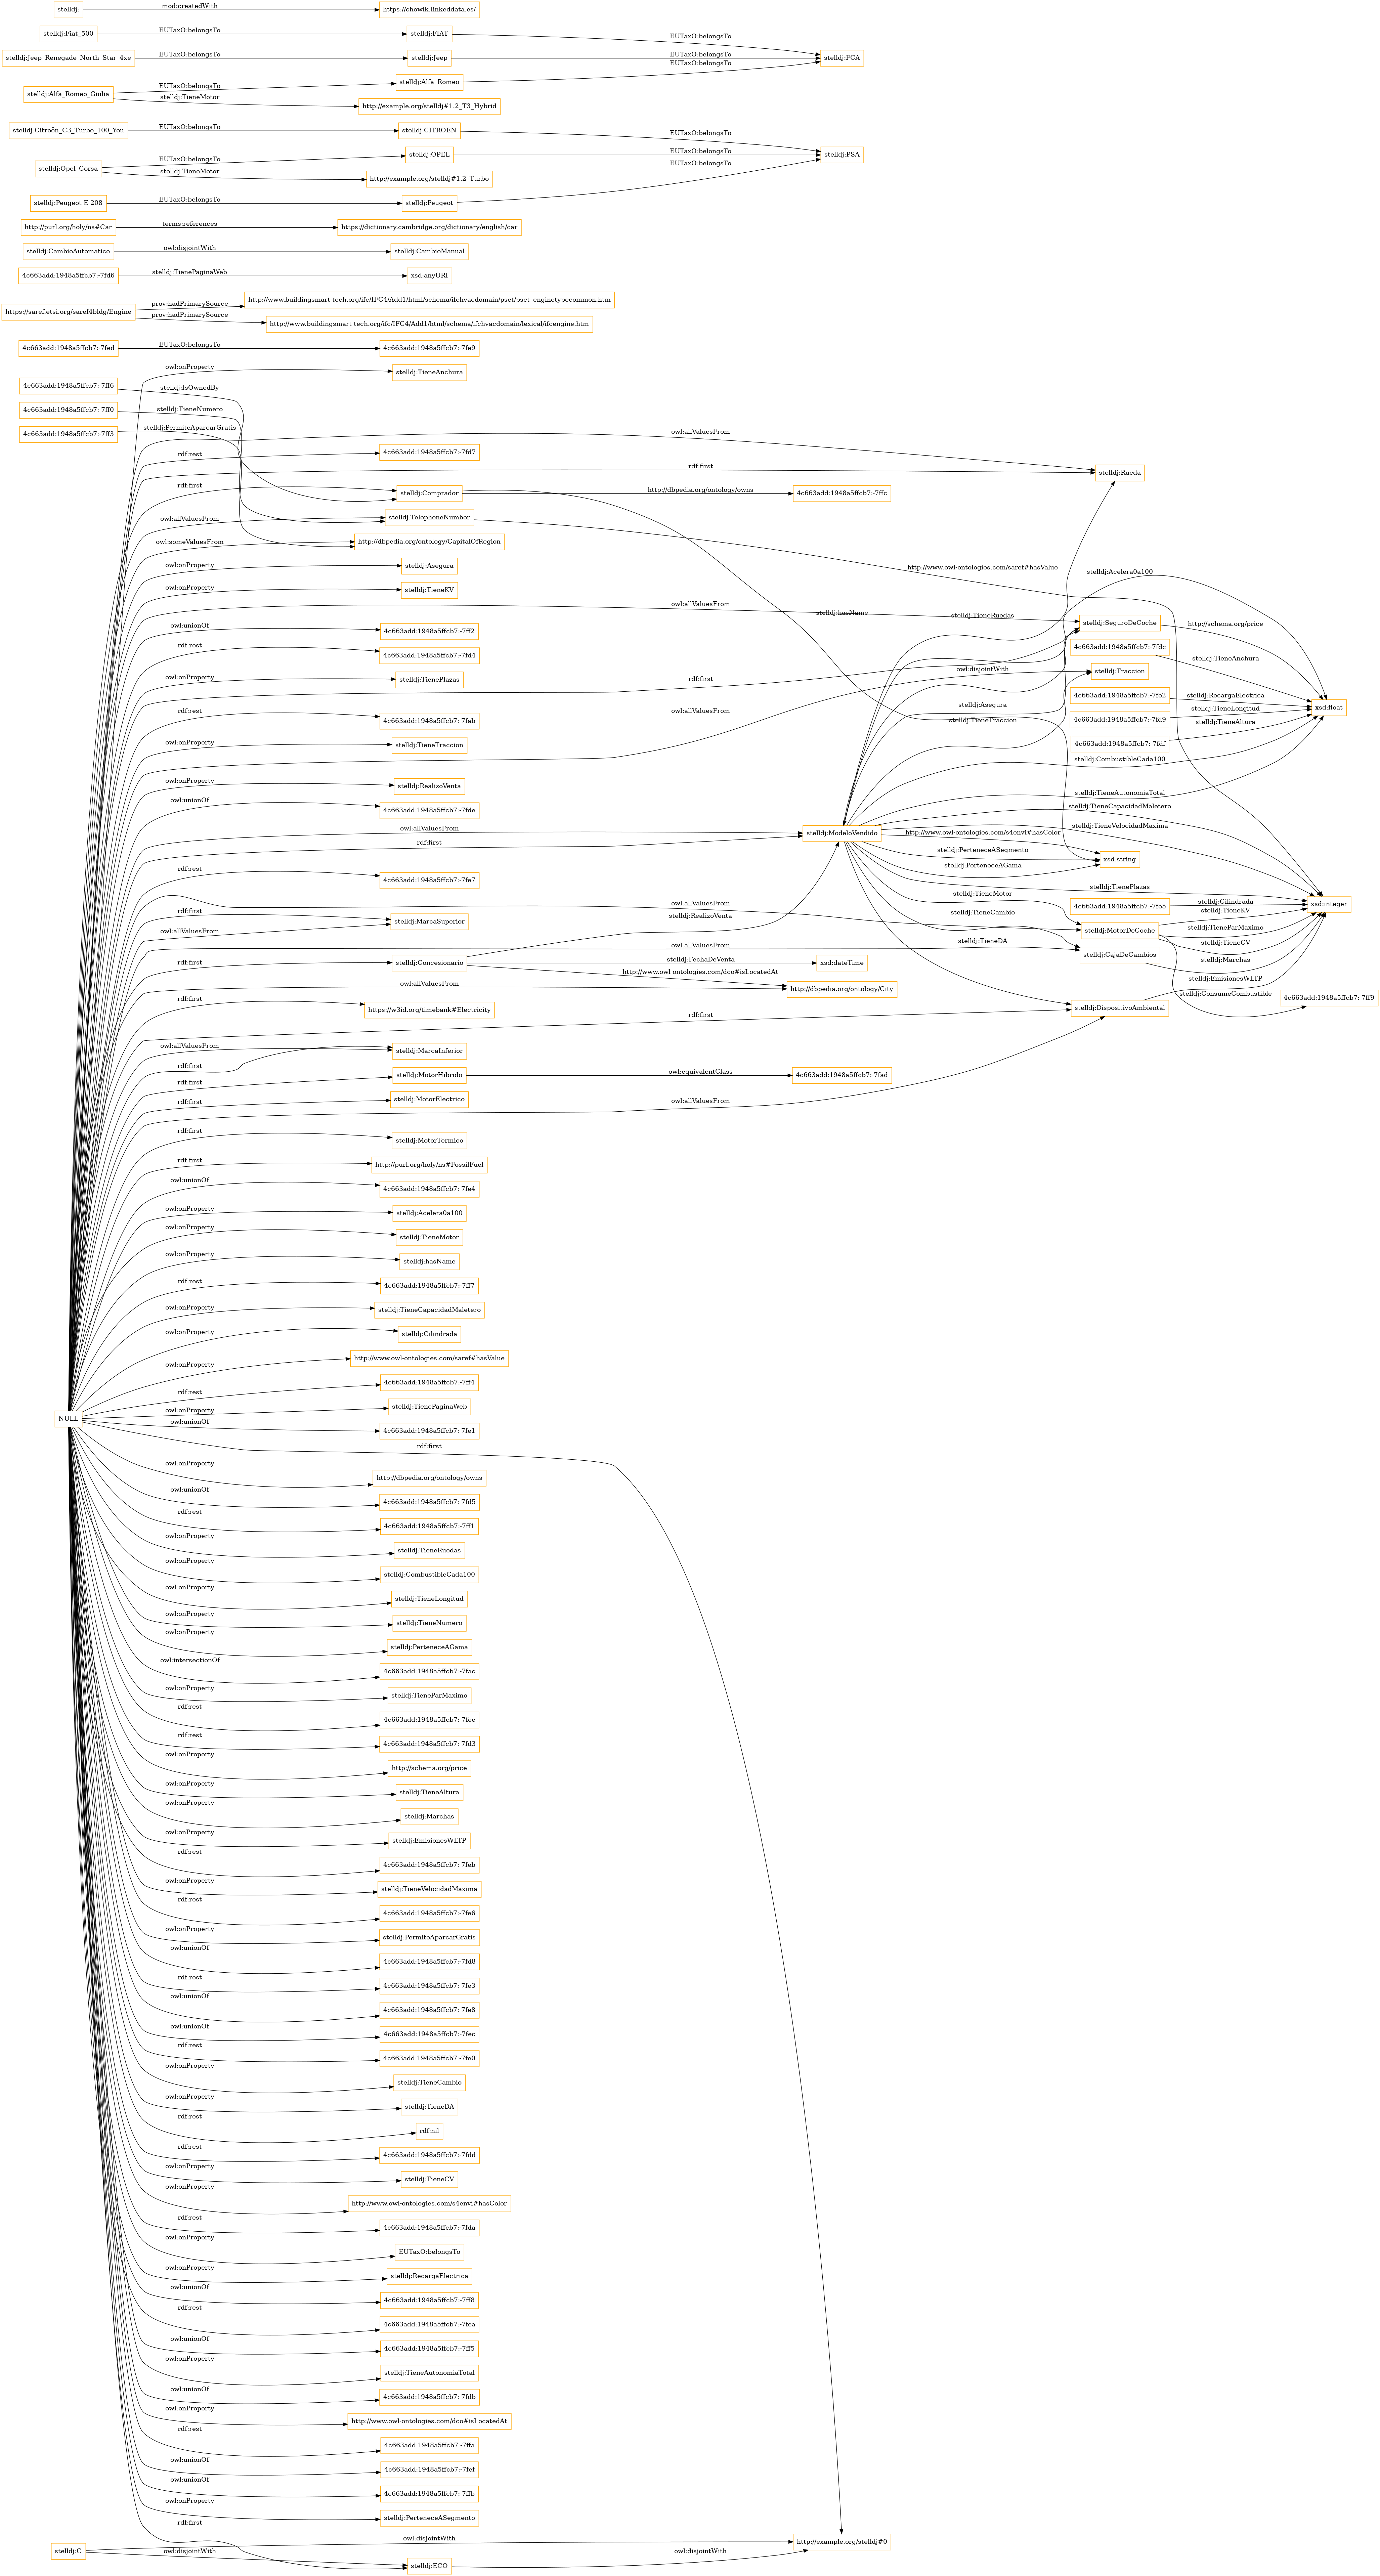 stelldj:
mod:createdWith
https://chowlk.linkeddata.es/
stelldj:Fiat_500
EUTaxO:belongsTo
stelldj:FIAT
EUTaxO:belongsTo
stelldj:Jeep_Renegade_North_Star_4xe
EUTaxO:belongsTo
stelldj:Jeep
EUTaxO:belongsTo
stelldj:FCA
EUTaxO:belongsTo
stelldj:Alfa_Romeo_Giulia
EUTaxO:belongsTo
stelldj:Alfa_Romeo
stelldj:TieneMotor
http://example.org/stelldj#1.2_T3_Hybrid
stelldj:Citroën_C3_Turbo_100_You
EUTaxO:belongsTo
stelldj:CITRÖEN
EUTaxO:belongsTo
stelldj:Opel_Corsa
EUTaxO:belongsTo
stelldj:OPEL
EUTaxO:belongsTo
stelldj:PSA
EUTaxO:belongsTo
stelldj:TieneMotor
http://example.org/stelldj#1.2_Turbo
stelldj:Peugeot-E-208
EUTaxO:belongsTo
stelldj:Peugeot
http://purl.org/holy/ns#Car
terms:references
https://dictionary.cambridge.org/dictionary/english/car
stelldj:CambioAutomatico
owl:disjointWith
stelldj:CambioManual
4c663add:1948a5ffcb7:-7fd6
stelldj:TienePaginaWeb
xsd:anyURI
https://saref.etsi.org/saref4bldg/Engine
prov:hadPrimarySource
http://www.buildingsmart-tech.org/ifc/IFC4/Add1/html/schema/ifchvacdomain/pset/pset_enginetypecommon.htm
prov:hadPrimarySource
http://www.buildingsmart-tech.org/ifc/IFC4/Add1/html/schema/ifchvacdomain/lexical/ifcengine.htm
4c663add:1948a5ffcb7:-7fed
EUTaxO:belongsTo
4c663add:1948a5ffcb7:-7fe9
owl:onProperty
stelldj:TieneAnchura
4c663add:1948a5ffcb7:-7ff6
stelldj:IsOwnedBy
4c663add:1948a5ffcb7:-7ff0
stelldj:TieneNumero
4c663add:1948a5ffcb7:-7ff3
stelldj:PermiteAparcarGratis
owl:allValuesFrom
rdf:rest
4c663add:1948a5ffcb7:-7fd7
rdf:first
stelldj:Rueda
rdf:first
stelldj:Comprador
http://dbpedia.org/ontology/owns
4c663add:1948a5ffcb7:-7ffc
owl:allValuesFrom
stelldj:TelephoneNumber
owl:someValuesFrom
http://dbpedia.org/ontology/CapitalOfRegion
http://www.owl-ontologies.com/saref#hasValue
owl:onProperty
stelldj:Asegura
stelldj:Acelera0a100
owl:onProperty
stelldj:TieneKV
owl:allValuesFrom
stelldj:hasName
stelldj:TieneRuedas
stelldj:SeguroDeCoche
http://schema.org/price
owl:unionOf
4c663add:1948a5ffcb7:-7ff2
rdf:rest
4c663add:1948a5ffcb7:-7fd4
4c663add:1948a5ffcb7:-7fdc
stelldj:TieneAnchura
owl:onProperty
stelldj:TienePlazas
rdf:first
owl:disjointWith
stelldj:Traccion
4c663add:1948a5ffcb7:-7fe2
stelldj:RecargaElectrica
xsd:float
rdf:rest
4c663add:1948a5ffcb7:-7fab
owl:allValuesFrom
stelldj:Asegura
stelldj:TieneTraccion
4c663add:1948a5ffcb7:-7fd9
stelldj:TieneLongitud
owl:onProperty
stelldj:TieneTraccion
4c663add:1948a5ffcb7:-7fdf
stelldj:TieneAltura
stelldj:CombustibleCada100
owl:onProperty
stelldj:RealizoVenta
stelldj:TieneAutonomiaTotal
owl:unionOf
4c663add:1948a5ffcb7:-7fde
stelldj:TieneCapacidadMaletero
owl:allValuesFrom
stelldj:ModeloVendido
http://www.owl-ontologies.com/s4envi#hasColor
stelldj:TieneVelocidadMaxima
rdf:first
stelldj:PerteneceASegmento
xsd:string
stelldj:PerteneceAGama
rdf:rest
4c663add:1948a5ffcb7:-7fe7
stelldj:TieneMotor
stelldj:TienePlazas
owl:allValuesFrom
4c663add:1948a5ffcb7:-7fe5
stelldj:Cilindrada
xsd:integer
rdf:first
stelldj:MarcaSuperior
stelldj:RealizoVenta
stelldj:TieneCambio
stelldj:MotorDeCoche
stelldj:TieneKV
stelldj:TieneParMaximo
owl:allValuesFrom
owl:allValuesFrom
stelldj:TieneDA
stelldj:CajaDeCambios
stelldj:TieneCV
rdf:first
stelldj:Concesionario
stelldj:FechaDeVenta
xsd:dateTime
stelldj:Marchas
http://www.owl-ontologies.com/dco#isLocatedAt
owl:allValuesFrom
http://dbpedia.org/ontology/City
stelldj:EmisionesWLTP
rdf:first
https://w3id.org/timebank#Electricity
rdf:first
stelldj:DispositivoAmbiental
stelldj:ConsumeCombustible
4c663add:1948a5ffcb7:-7ff9
owl:allValuesFrom
stelldj:MarcaInferior
rdf:first
rdf:first
stelldj:MotorHibrido
owl:equivalentClass
4c663add:1948a5ffcb7:-7fad
rdf:first
stelldj:MotorElectrico
owl:allValuesFrom
rdf:first
stelldj:MotorTermico
rdf:first
http://purl.org/holy/ns#FossilFuel
owl:unionOf
4c663add:1948a5ffcb7:-7fe4
owl:onProperty
stelldj:Acelera0a100
owl:onProperty
stelldj:TieneMotor
owl:onProperty
stelldj:hasName
rdf:rest
4c663add:1948a5ffcb7:-7ff7
owl:onProperty
stelldj:TieneCapacidadMaletero
owl:onProperty
stelldj:Cilindrada
owl:onProperty
http://www.owl-ontologies.com/saref#hasValue
rdf:rest
4c663add:1948a5ffcb7:-7ff4
NULL
owl:onProperty
stelldj:TienePaginaWeb
owl:unionOf
4c663add:1948a5ffcb7:-7fe1
rdf:first
owl:onProperty
http://dbpedia.org/ontology/owns
owl:unionOf
4c663add:1948a5ffcb7:-7fd5
rdf:rest
4c663add:1948a5ffcb7:-7ff1
owl:onProperty
stelldj:TieneRuedas
owl:onProperty
stelldj:CombustibleCada100
owl:onProperty
stelldj:TieneLongitud
owl:onProperty
stelldj:TieneNumero
owl:onProperty
stelldj:PerteneceAGama
owl:intersectionOf
4c663add:1948a5ffcb7:-7fac
owl:onProperty
stelldj:TieneParMaximo
rdf:rest
4c663add:1948a5ffcb7:-7fee
rdf:rest
4c663add:1948a5ffcb7:-7fd3
owl:onProperty
http://schema.org/price
owl:onProperty
stelldj:TieneAltura
owl:onProperty
stelldj:Marchas
owl:onProperty
stelldj:EmisionesWLTP
rdf:rest
4c663add:1948a5ffcb7:-7feb
owl:onProperty
stelldj:TieneVelocidadMaxima
rdf:rest
4c663add:1948a5ffcb7:-7fe6
owl:onProperty
stelldj:PermiteAparcarGratis
owl:unionOf
4c663add:1948a5ffcb7:-7fd8
rdf:rest
4c663add:1948a5ffcb7:-7fe3
owl:unionOf
4c663add:1948a5ffcb7:-7fe8
owl:unionOf
4c663add:1948a5ffcb7:-7fec
rdf:rest
4c663add:1948a5ffcb7:-7fe0
owl:onProperty
stelldj:TieneCambio
owl:onProperty
stelldj:TieneDA
rdf:rest
rdf:nil
rdf:rest
4c663add:1948a5ffcb7:-7fdd
owl:onProperty
stelldj:TieneCV
owl:onProperty
http://www.owl-ontologies.com/s4envi#hasColor
rdf:rest
4c663add:1948a5ffcb7:-7fda
owl:onProperty
EUTaxO:belongsTo
owl:onProperty
stelldj:RecargaElectrica
owl:unionOf
4c663add:1948a5ffcb7:-7ff8
rdf:rest
4c663add:1948a5ffcb7:-7fea
owl:unionOf
4c663add:1948a5ffcb7:-7ff5
owl:onProperty
stelldj:TieneAutonomiaTotal
owl:unionOf
4c663add:1948a5ffcb7:-7fdb
owl:onProperty
http://www.owl-ontologies.com/dco#isLocatedAt
rdf:rest
4c663add:1948a5ffcb7:-7ffa
owl:unionOf
4c663add:1948a5ffcb7:-7fef
owl:unionOf
4c663add:1948a5ffcb7:-7ffb
owl:onProperty
stelldj:PerteneceASegmento
rdf:first
stelldj:C
owl:disjointWith
http://example.org/stelldj#0
owl:disjointWith
stelldj:ECO
owl:disjointWith